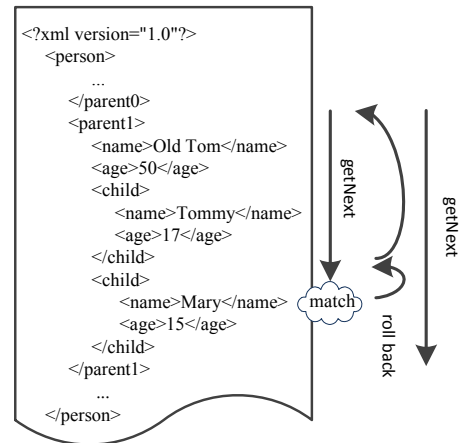 <?xml version="1.0"?>
<person>
...
</parent0>
<parent1>
<name>Old Tom</name>
<age>50</age>
<child>
<name>Tommy</name>
<age>17</age>
</child>
<child>
<name>Mary</name>
<age>15</age>
</child>
</parent1>
...
</person>
getNext
match
roll back
getNext